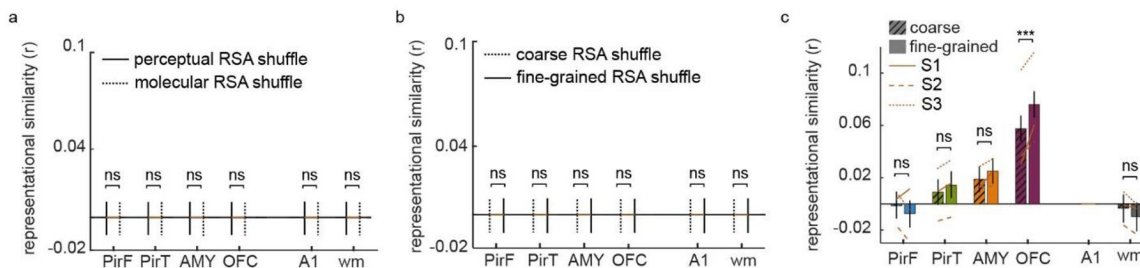 a
representational similarity (r)
0.1
0.04
-0.02
perceptual RSA shuffle
molecular RSA shuffle
ns ns ns ns ns ns
PirF PirT AMY OFC A1 wm
b
representational similarity (r)
0.1
0.04
-0.02
coarse RSA shuffle
fine-grained RSA shuffle
ns ns ns ns ns ns
PirF PirT AMY OFC A1 wm
c
representational similarity (r)
0.1
0.06
0.02
-0.02
coarse
fine-grained
S1
S2
S3
ns ns ns *** ns
PirF PirT AMY OFC A1 wm